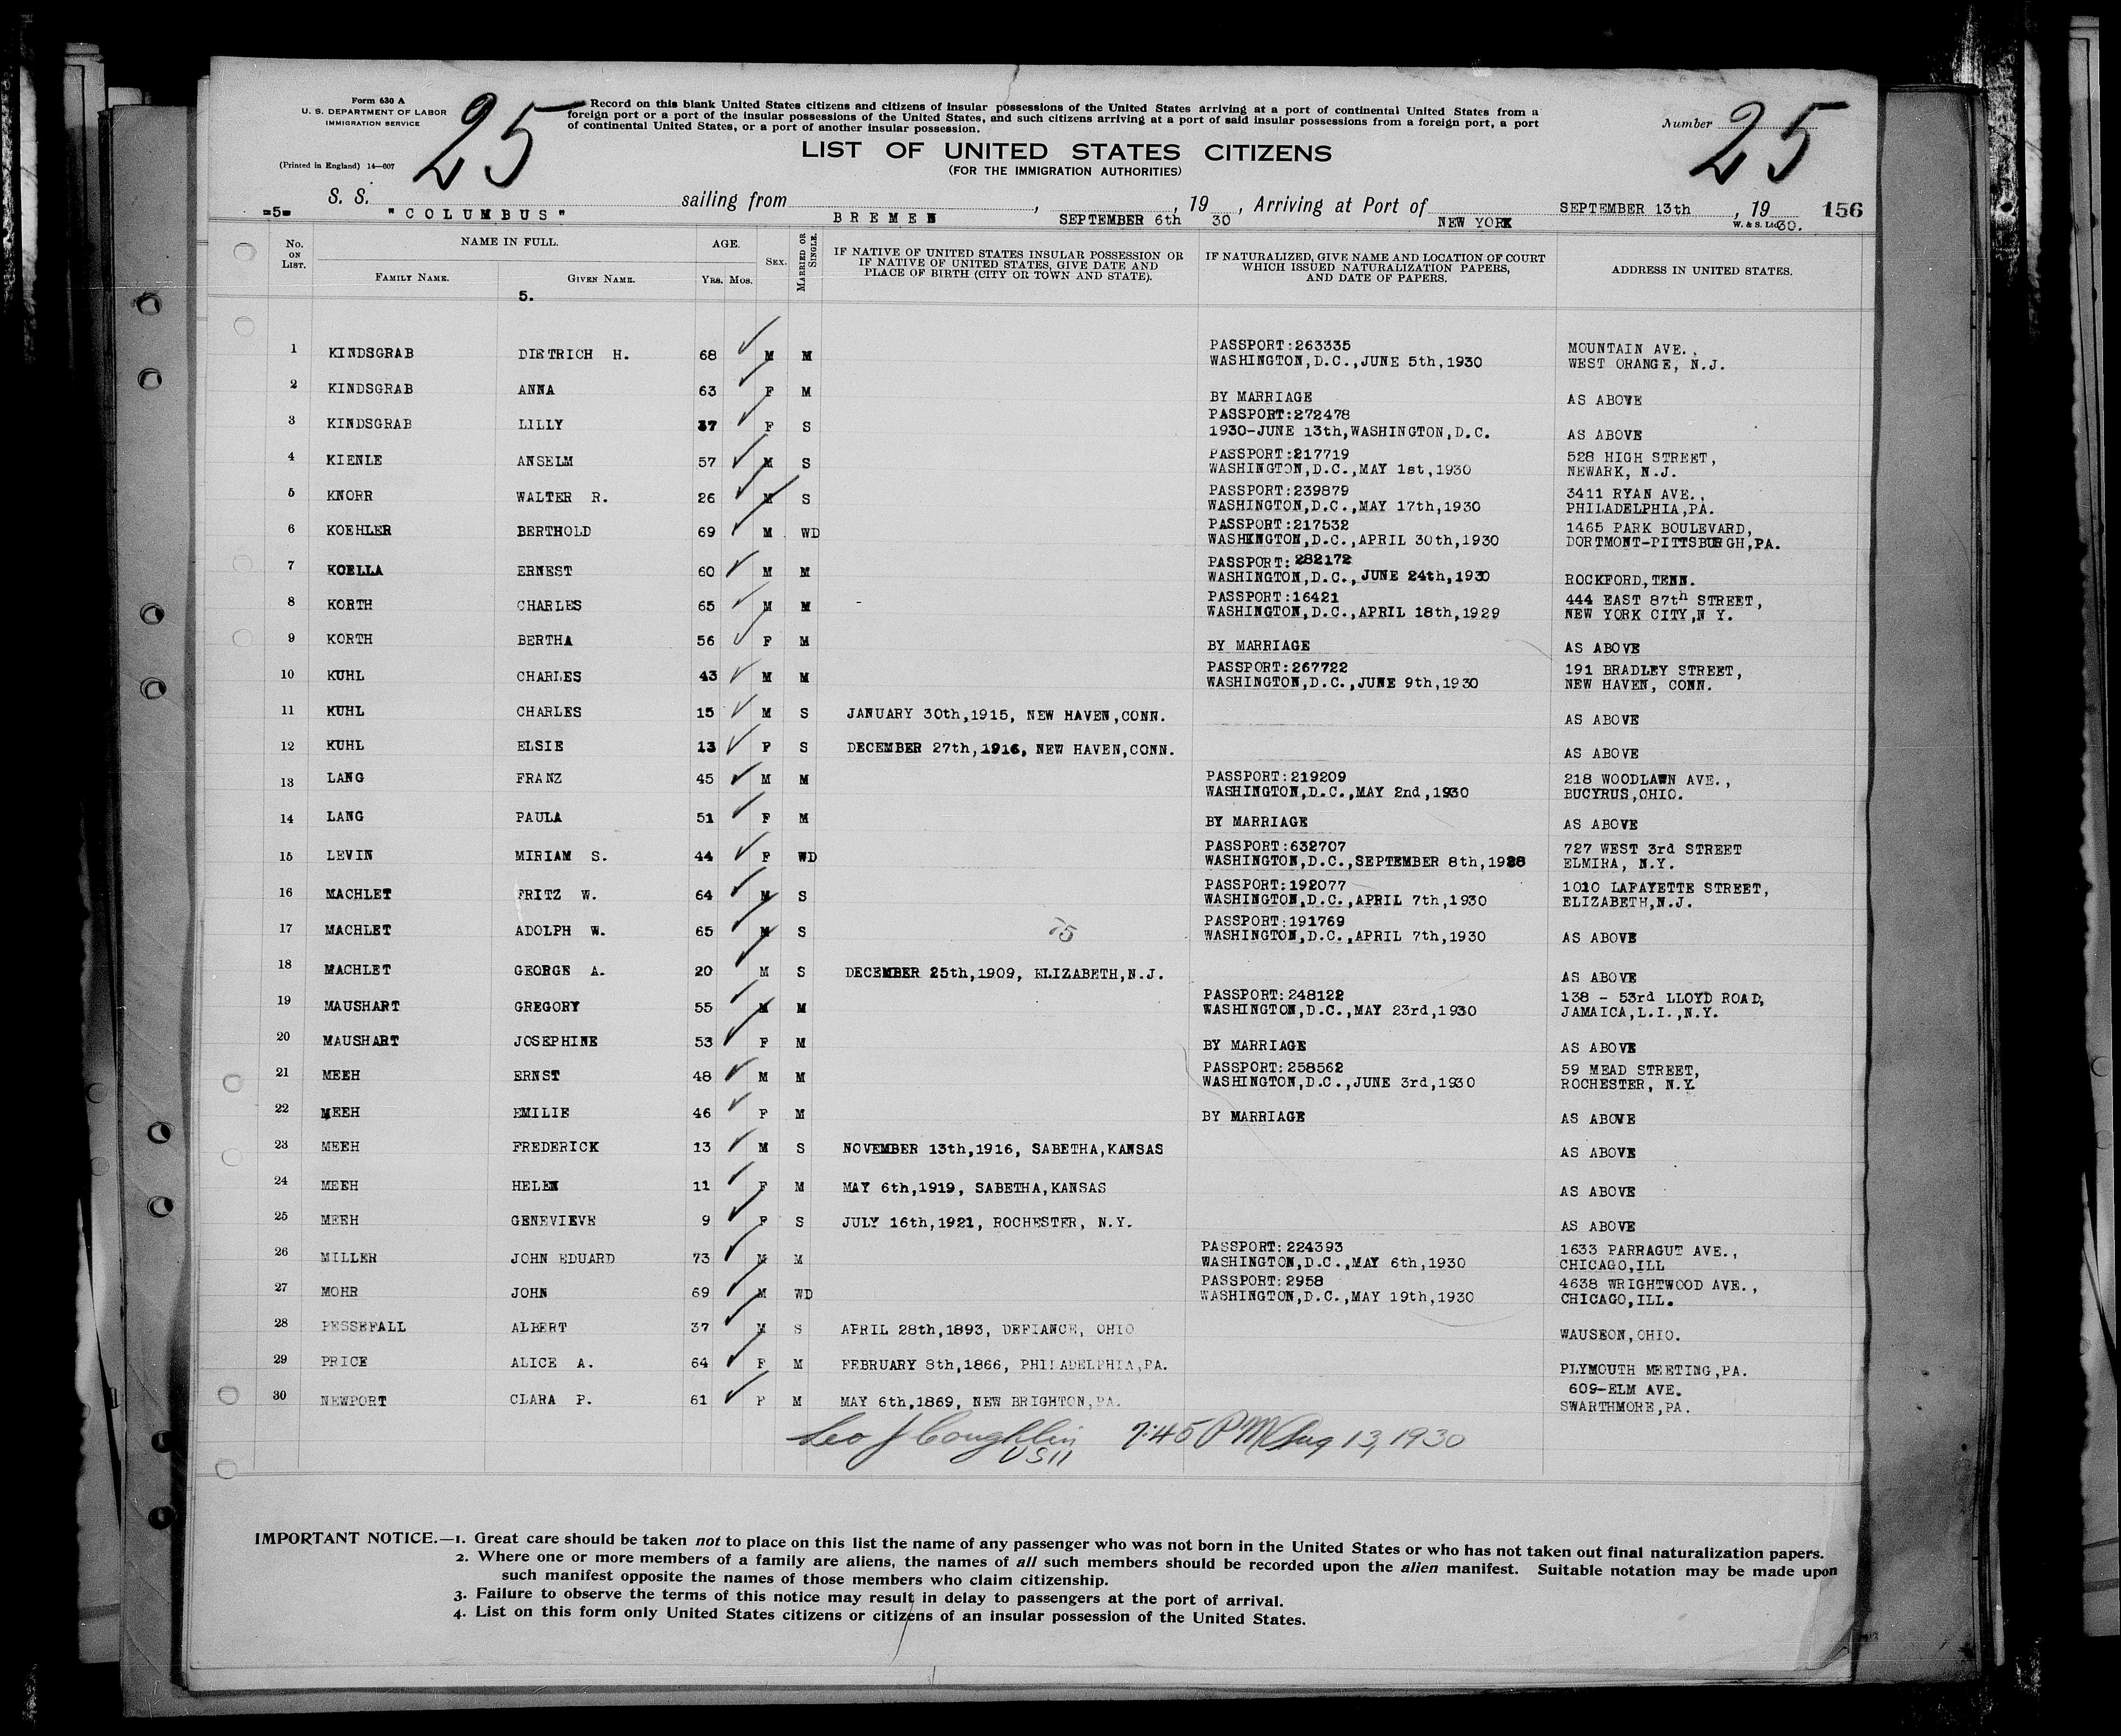 Form 630 A
U. S. DEPARTMENT OF LABOR
IMMIGRATION SERVICE
(Printed in England) 14—607
25
Record on this blank United States citizens and citizens of insular possessions of the United States arriving at a port of continental United States from a
foreign port or a port of the insular possessions of the United States, and such citizens arriving at a port of said insular possessions from a foreign port, a port
of continental United States, or a port of another insular possession.
Number 25
LIST OF UNITED STATES CITIZENS
(FOR THE IMMIGRATION AUTHORITIES)
S. S. "COLUMBUS" sailing from BREMEN, SEPTEMBER 6th, 19 30, Arriving at Port of NEW YORK SEPTEMBER 13th, 19 30. 156
=5=
W. & S. Ltd
No. ON LIST. NAME IN FULL. AGE. SEX. MARRIED OR SINGLE. IF NATIVE OF UNITED STATES INSULAR POSSESSION OR IF NATIVE OF UNITED STATES, GIVE DATE AND PLACE OF BIRTH (CITY OR TOWN AND STATE). IF NATURALIZED, GIVE NAME AND LOCATION OF COURT WHICH ISSUED NATURALIZATION PAPERS, AND DATE OF PAPERS. ADDRESS IN UNITED STATES.
FAMILY NAME. GIVEN NAME. YRS. MOS.
5.
1 KINDSGRAB DIETRICH H. 68 M M PASSPORT:263335 MOUNTAIN AVE.,
WASHINGTON,D.C.,JUNE 5th,1930 WEST ORANGE, N.J.
2 KINDSGRAB ANNA 63 F M BY MARRIAGE AS ABOVE
3 KINDSGRAB LILLY 37 F S PASSPORT:272478
1930-JUNE 13th,WASHINGTON,D.C. AS ABOVE
4 KIENLE ANSELM 57 M S PASSPORT:217719 528 HIGH STREET,
WASHINGTON,D.C.,MAY 1st,1930 NEWARK, N.J.
5 KNORR WALTER R. 26 M S PASSPORT:239879 3411 RYAN AVE.,
WASHINGTON,D.C.,MAY 17th,1930 PHILADELPHIA,PA.
6 KOEHLER BERTHOLD 69 M WD PASSPORT:217532 1465 PARK BOULEVARD,
WASHINGTON,D.C.,APRIL 30th,1930 DORTMONT-PITTSBURGH,PA.
7 KOELLA ERNEST 60 M M PASSPORT:282172
WASHINGTON,D.C.,JUNE 24th,1930 ROCKFORD,TENN.
8 KORTH CHARLES 65 M M - PASSPORT:16421 444 EAST 87th STREET,
WASHINGTON,D.C.,APRIL 18th,1929 NEW YORK CITY,N Y.
9 KORTH BERTHA 56 F M BY MARRIAGE AS ABOVE
10 KUHL CHARLES 43 M M PASSPORT:267722 191 BRADLEY STREET,
WASHINGTON,D.C.,JUNE 9th,1930 NEW HAVEN, CONN.
11 KUHL CHARLES 15 M S JANUARY 30th,1915, NEW HAVEN,CONN. AS ABOVE
12 KUHL ELSIE 13 F S DECEMBER 27th,1916, NEW HAVEN,CONN. AS ABOVE
13 LANG FRANZ 45 M M PASSPORT:219209 218 WOODLAWN AVE.,
WASHINGTON,D.C.,MAY 2nd,1930 BUCYRUS,OHIO.
14 LANG PAULA 51 F M BY MARRIAGE AS ABOVE
15 LEVIN MIRIAM S. 44 F WD PASSPORT:632707 727 WEST 3rd STREET
WASHINGTON,D.C.,SEPTEMBER 8th,1928 ELMIRA, N.Y.
16 MACHLET FRITZ W. 64 M S PASSPORT:192077 1010 LAFAYETTE STREET,
WASHINGTON,D.C.,APRIL 7th,1930 ELIZABETH,N.J.
17 MACHLET ADOLPH W. 65 M S 75 PASSPORT:191769
WASHINGTON,D.C.,APRIL 7th,1930 AS ABOVE
18 MACHLET GEORGE A. 20 M S DECEMBER 25th,1909, ELIZABETH,N.J. AS ABOVE
19 MAUSHART GREGORY 55 M M PASSPORT:248122 138 - 53rd LLOYD ROAD,
WASHINGTON,D.C.,MAY 23rd,1930 JAMAICA,L.I.,N.Y.
20 MAUSHART JOSEPHINE 53 F M BY MARRIAGE AS ABOVE
21 MEEH ERNST 48 M M PASSPORT:258562 59 MEAD STREET,
WASHINGTON,D.C.,JUNE 3rd,1930 ROCHESTER, N.Y.
22 MEEH EMILIE 46 F M BY MARRIAGE AS ABOVE
23 MEEH FREDERICK 13 M S NOVEMBER 13th,1916, SABETHA,KANSAS AS ABOVE
24 MEEH HELEN 11 F M MAY 6th,1919, SABETHA,KANSAS AS ABOVE
25 MEEH GENEVIEVE 9 F S JULY 16th,1921, ROCHESTER, N.Y. AS ABOVE
26 MILLER JOHN EDUARD 73 M M PASSPORT:224393 1633 PARRAGUT AVE.,
WASHINGTON,D.C.,MAY 6th,1930 CHICAGO,ILL
27 MOHR JOHN 69 M WD PASSPORT:2958 4638 WRIGHTWOOD AVE.,
WASHINGTON,D.C.,MAY 19th,1930 CHICAGO,ILL.
28 PESSEFALL ALBERT 37 M S APRIL 28th,1893, DEFIANCE, OHIO WAUSEON,OHIO.
29 PRICE ALICE A. 64 F M FEBRUARY 8th,1866, PHILADELPHIA,PA. PLYMOUTH MEETING,PA.
30 NEWPORT CLARA P. 61 F M MAY 6th,1869, NEW BRIGHTON,PA. 609-ELM AVE.
SWARTHMORE,PA.
Leo J Coughlin 7:45 PM Aug 13, 1930
USII
IMPORTANT NOTICE.—1. Great care should be taken not to place on this list the name of any passenger who was not born in the United States or who has not taken out final naturalization papers.
2. Where one or more members of a family are aliens, the names of all such members should be recorded upon the alien manifest. Suitable notation may be made upon
such manifest opposite the names of those members who claim citizenship.
3. Failure to observe the terms of this notice may result in delay to passengers at the port of arrival.
4. List on this form only United States citizens or citizens of an insular possession of the United States.